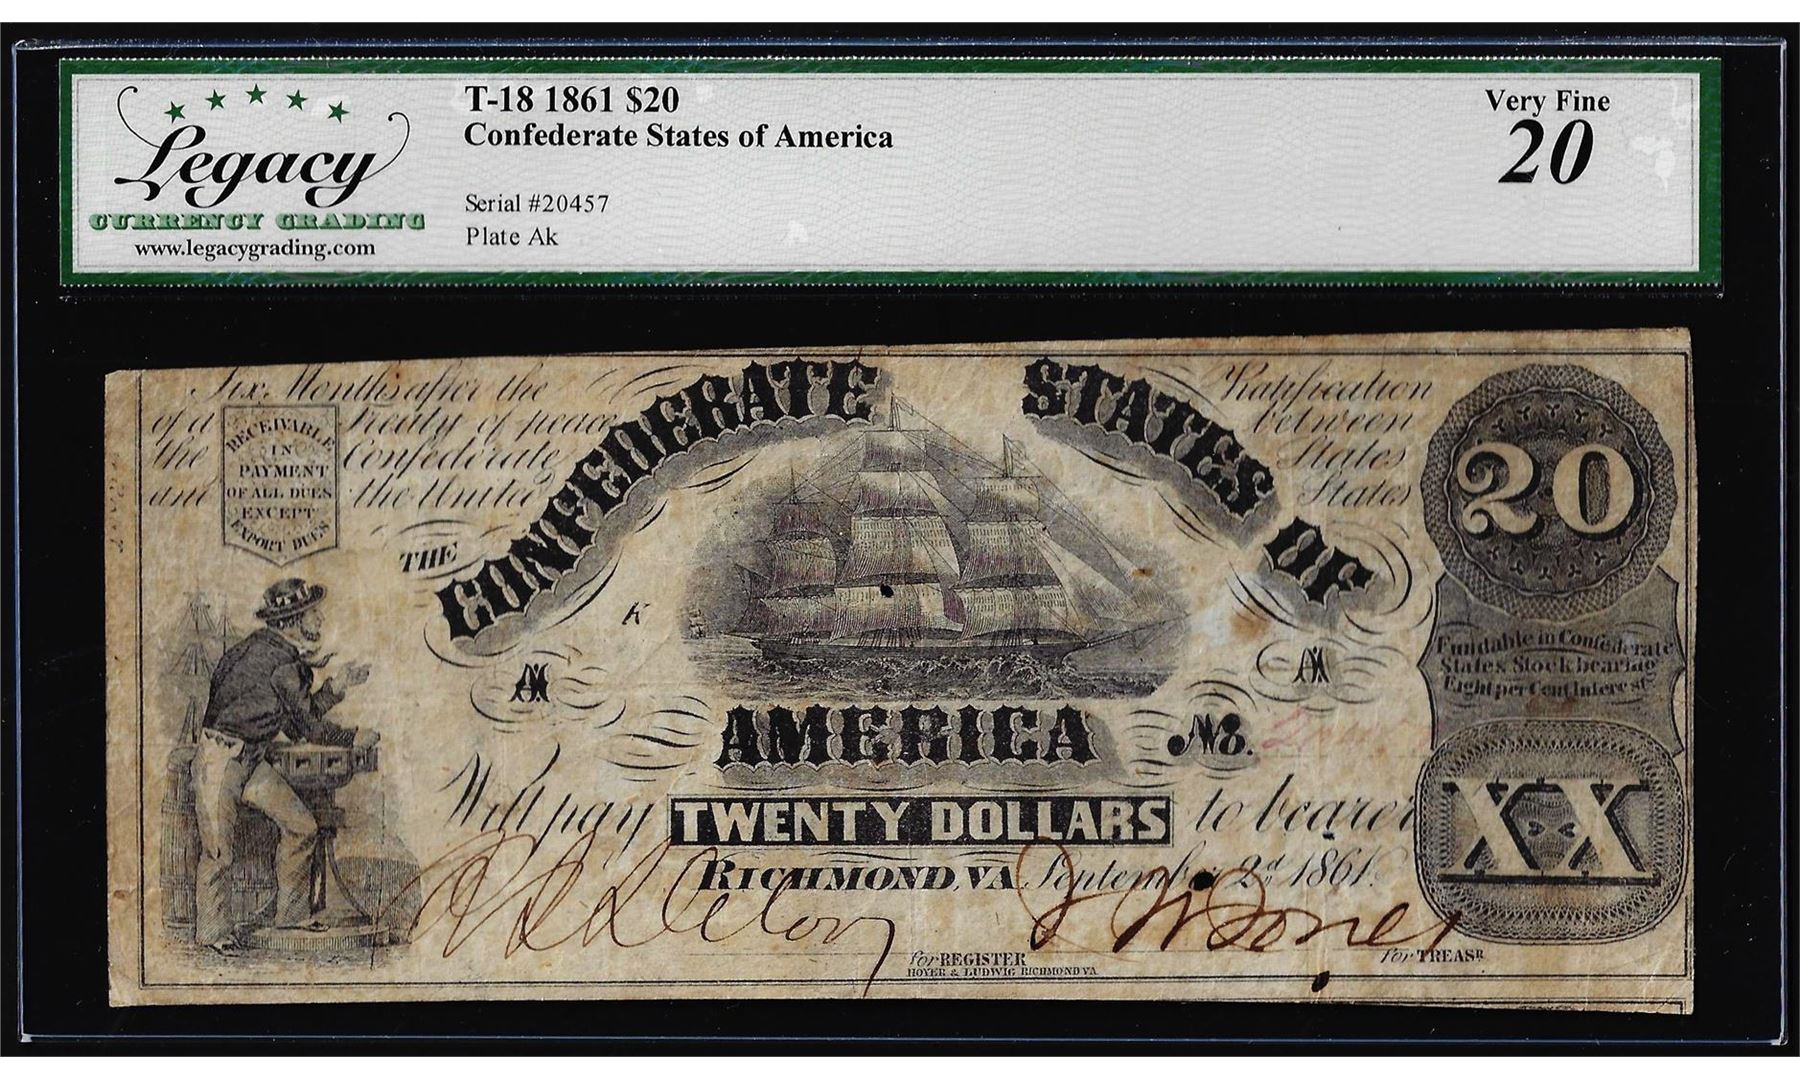 Legacy
CURRENCY GRADING
www.legacygrading.com
T-18 1861 $20
Confederate States of America
Serial #20457
Plate Ak
Very Fine
20
Six Months after the Ratification
of a Treaty of peace between
the Confederate States
and the United States
RECEIVABLE
IN
PAYMENT
OF ALL DUES
EXCEPT
EXPORT DUES
THE
CONFEDERATE STATES OF
AMERICA
K
A
A
No.
20
Fundable in Confederate
States Stock bearing
Eight per Cent Interest
XX
Will pay TWENTY DOLLARS to bearer
RICHMOND, VA September 2d 1861.
for REGISTER
for TREASR
HOYER & LUDWIG RICHMOND VA